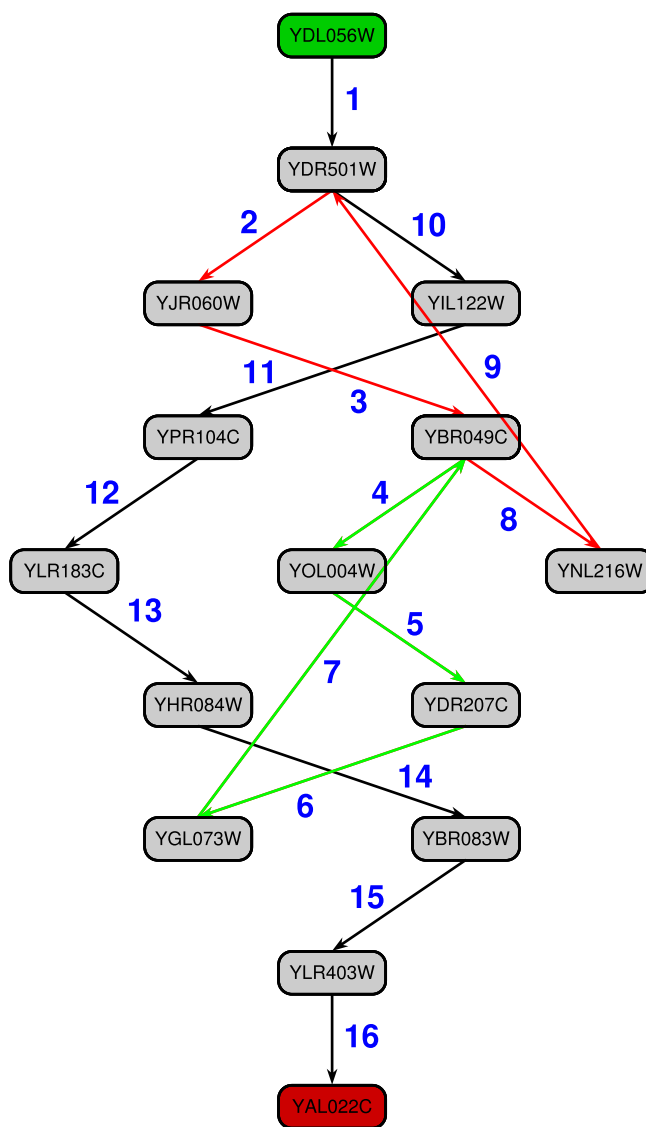 YDL056W
1
YDR501W
2
10
YJR060W
YIL122W
11
9
3
YPR104C
YBR049C
12
4
8
YLR183C
YOL004W
YNL216W
13
5
7
YHR084W
YDR207C
14
6
YGL073W
YBR083W
15
YLR403W
16
YAL022C